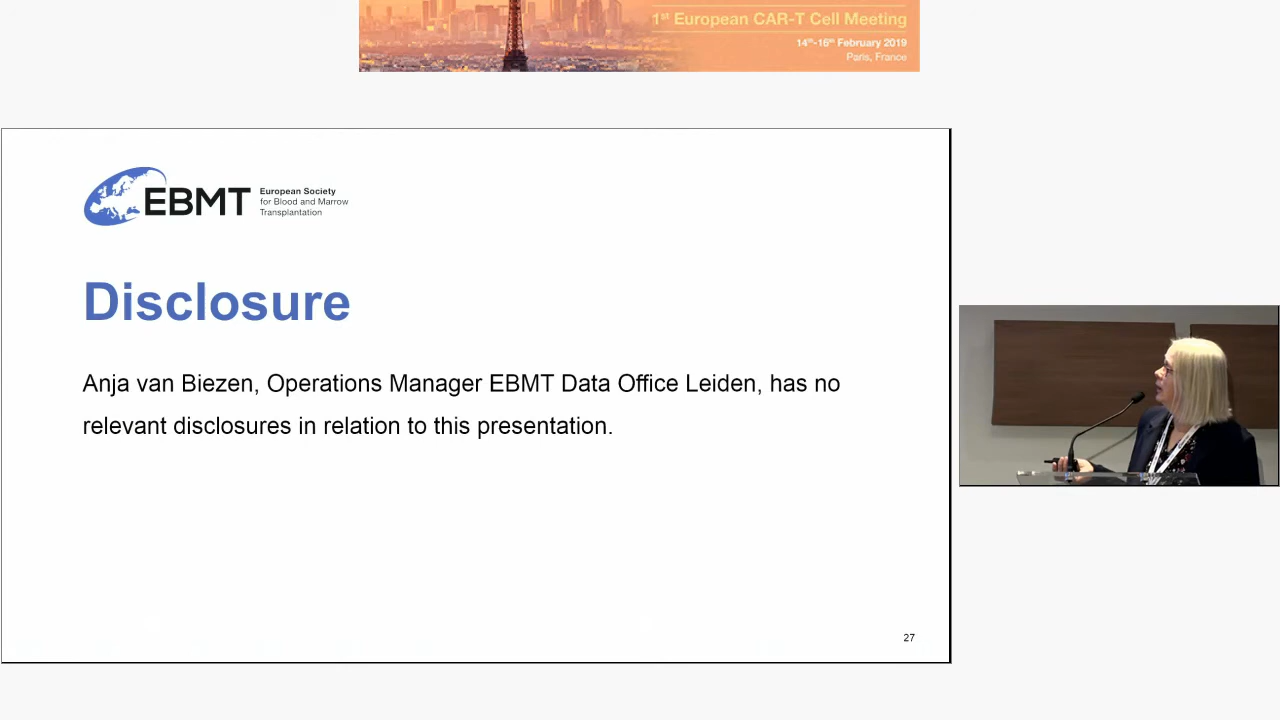 1st European CAR-T Cell Meeting
14th-16th February 2019
Paris, France
EBMT
European Society
for Blood and Marrow
Transplantation
Disclosure
Anja van Biezen, Operations Manager EBMT Data Office Leiden, has no
relevant disclosures in relation to this presentation.
27